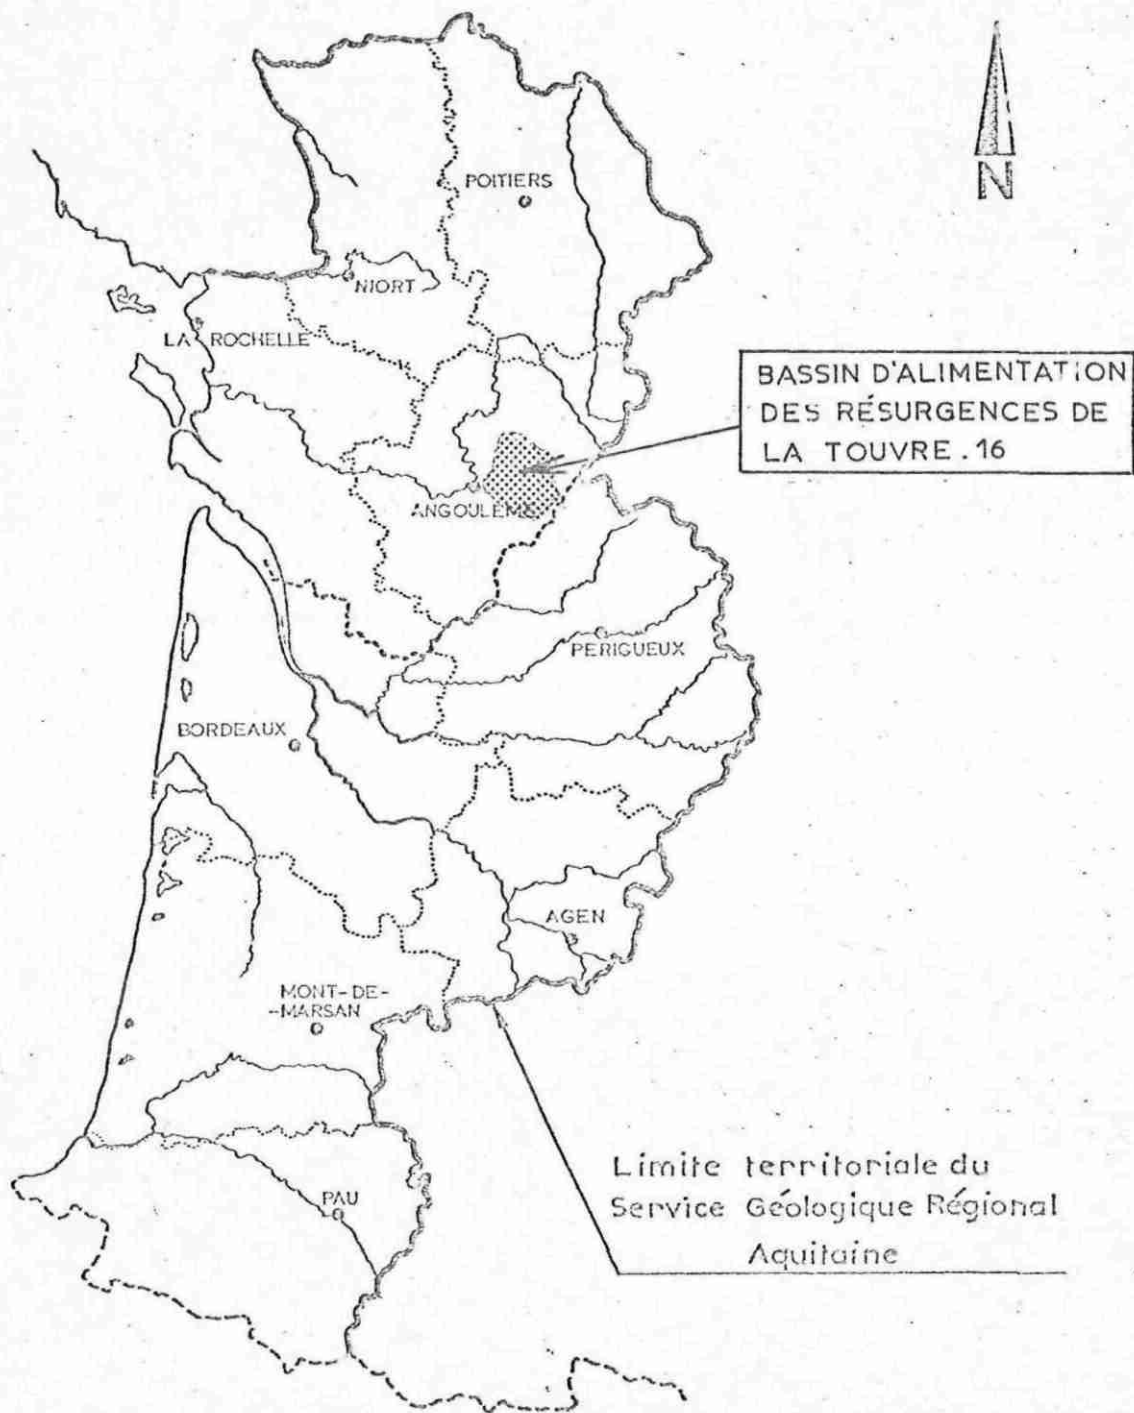 N
POITIERS
NIORT
LA ROCHELLE
BASSIN D'ALIMENTATION
DES RÉSURGENCES DE
LA TOUVRE.16
ANGOULEME
PERIGUEUX
BORDEAUX
AGEN
MONT-DE-
-MARSAN
PAU
Limite territoriale du
Service Géologique Régional
Aquitaine